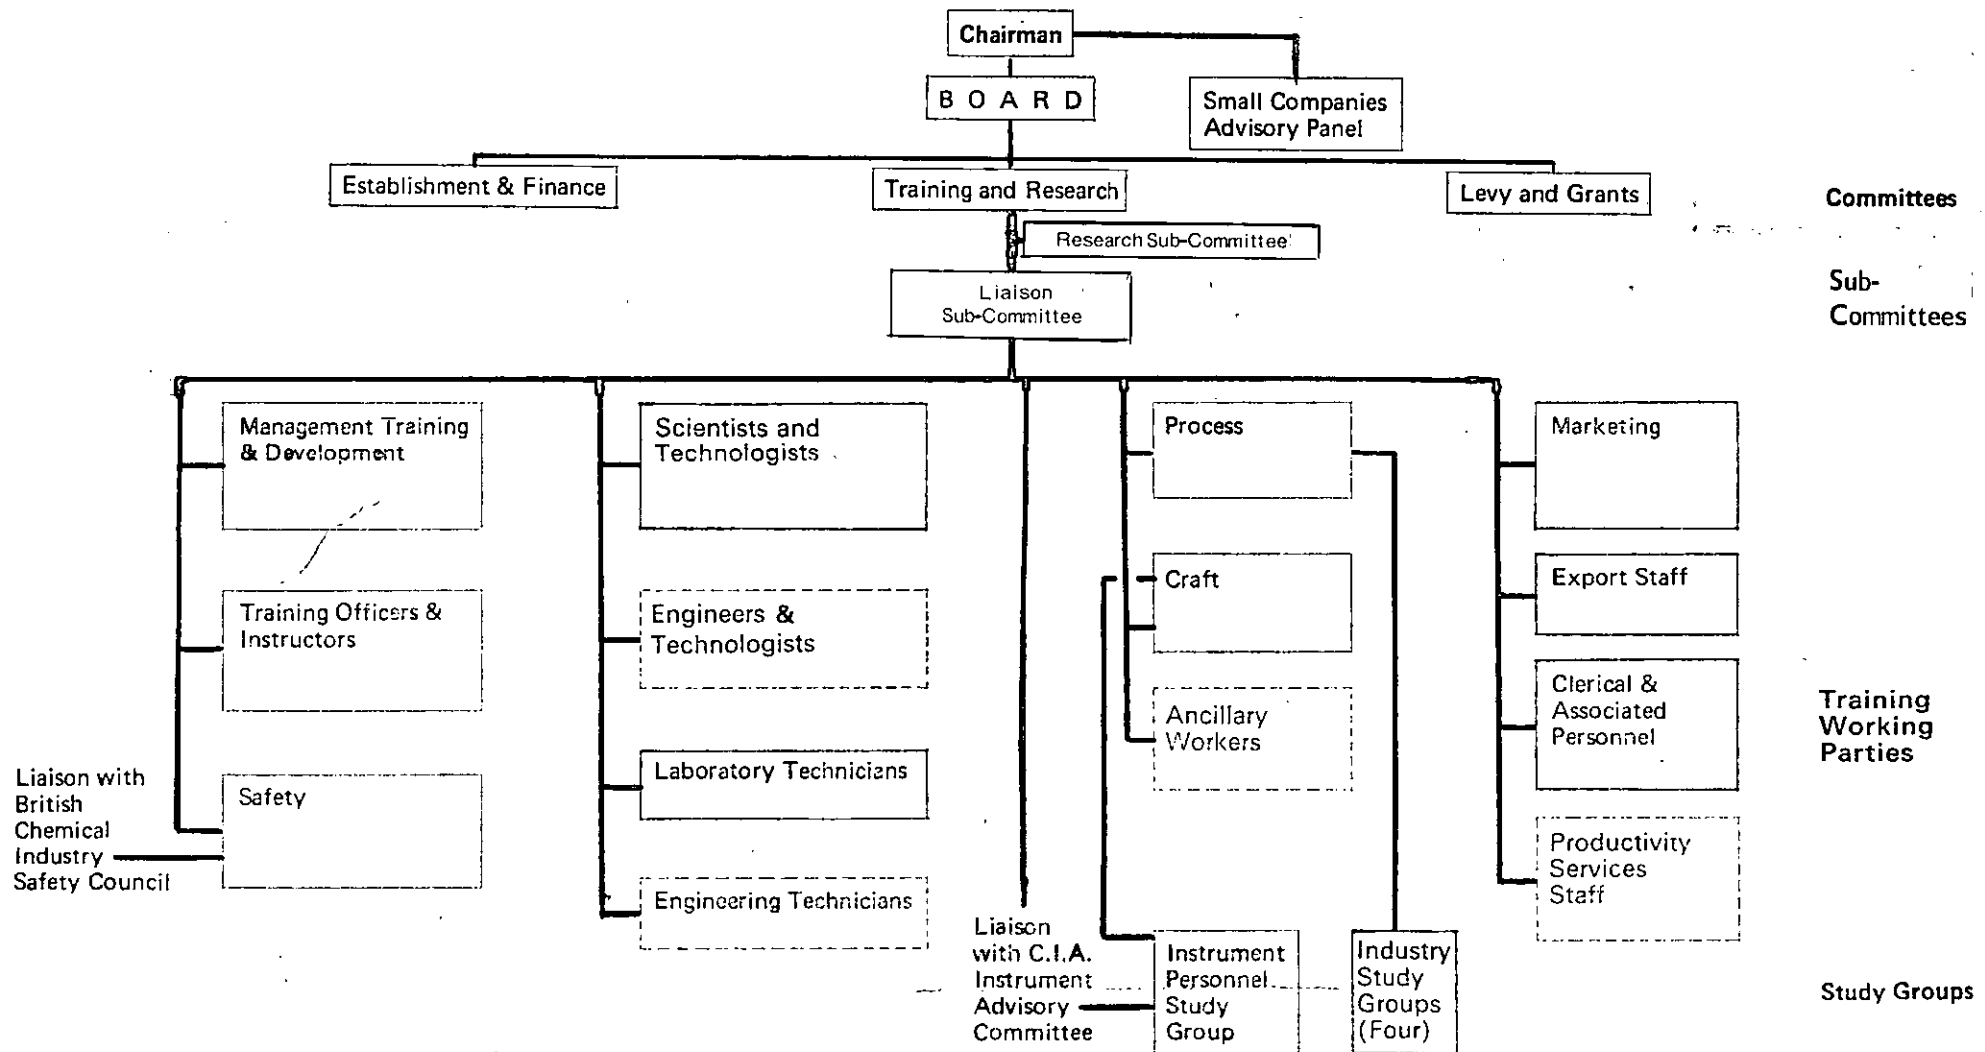 Chairman
B O A R D
Small Companies
Advisory Panel
Establishment & Finance
Training and Research
Levy and Grants
Committees
Research Sub-Committee
Liaison
Sub-Committee
Sub-
Committees
Management Training
& Development
Training Officers &
Instructors
Safety
Liaison with
British
Chemical
Industry
Safety Council
Scientists and
Technologists
Engineers &
Technologists
Laboratory Technicians
Engineering Technicians
Liaison
with C.I.A.
Instrument
Advisory
Committee
Process
Craft
Ancillary
Workers
Instrument
Personnel
Study
Group
Industry
Study
Groups
(Four)
Marketing
Export Staff
Clerical &
Associated
Personnel
Productivity
Services
Staff
Training
Working
Parties
Study Groups